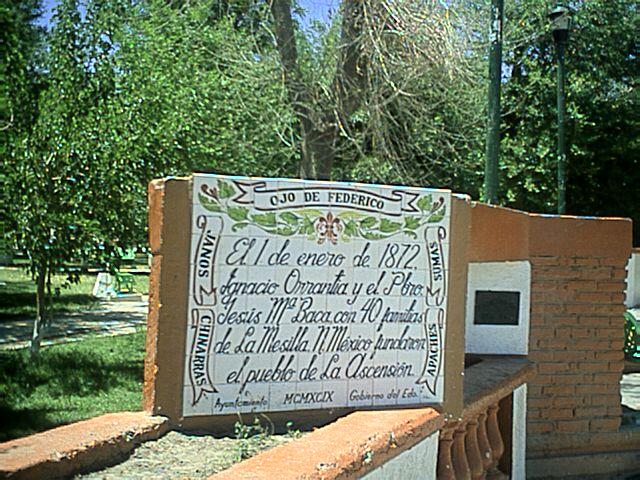 OJO DE FEDERICO
JANOS
CHINARRAS
SUMAS
APACHES
El 1 de enero de 1872.
Ignacio Orrantia y el Pbro.
Jesús Mª Baca, con 40 familias
de La Mesilla, N. México fundaron
el pueblo de La Ascensión.
Ayuntamiento MCMXCIX Gobierno del Edo.